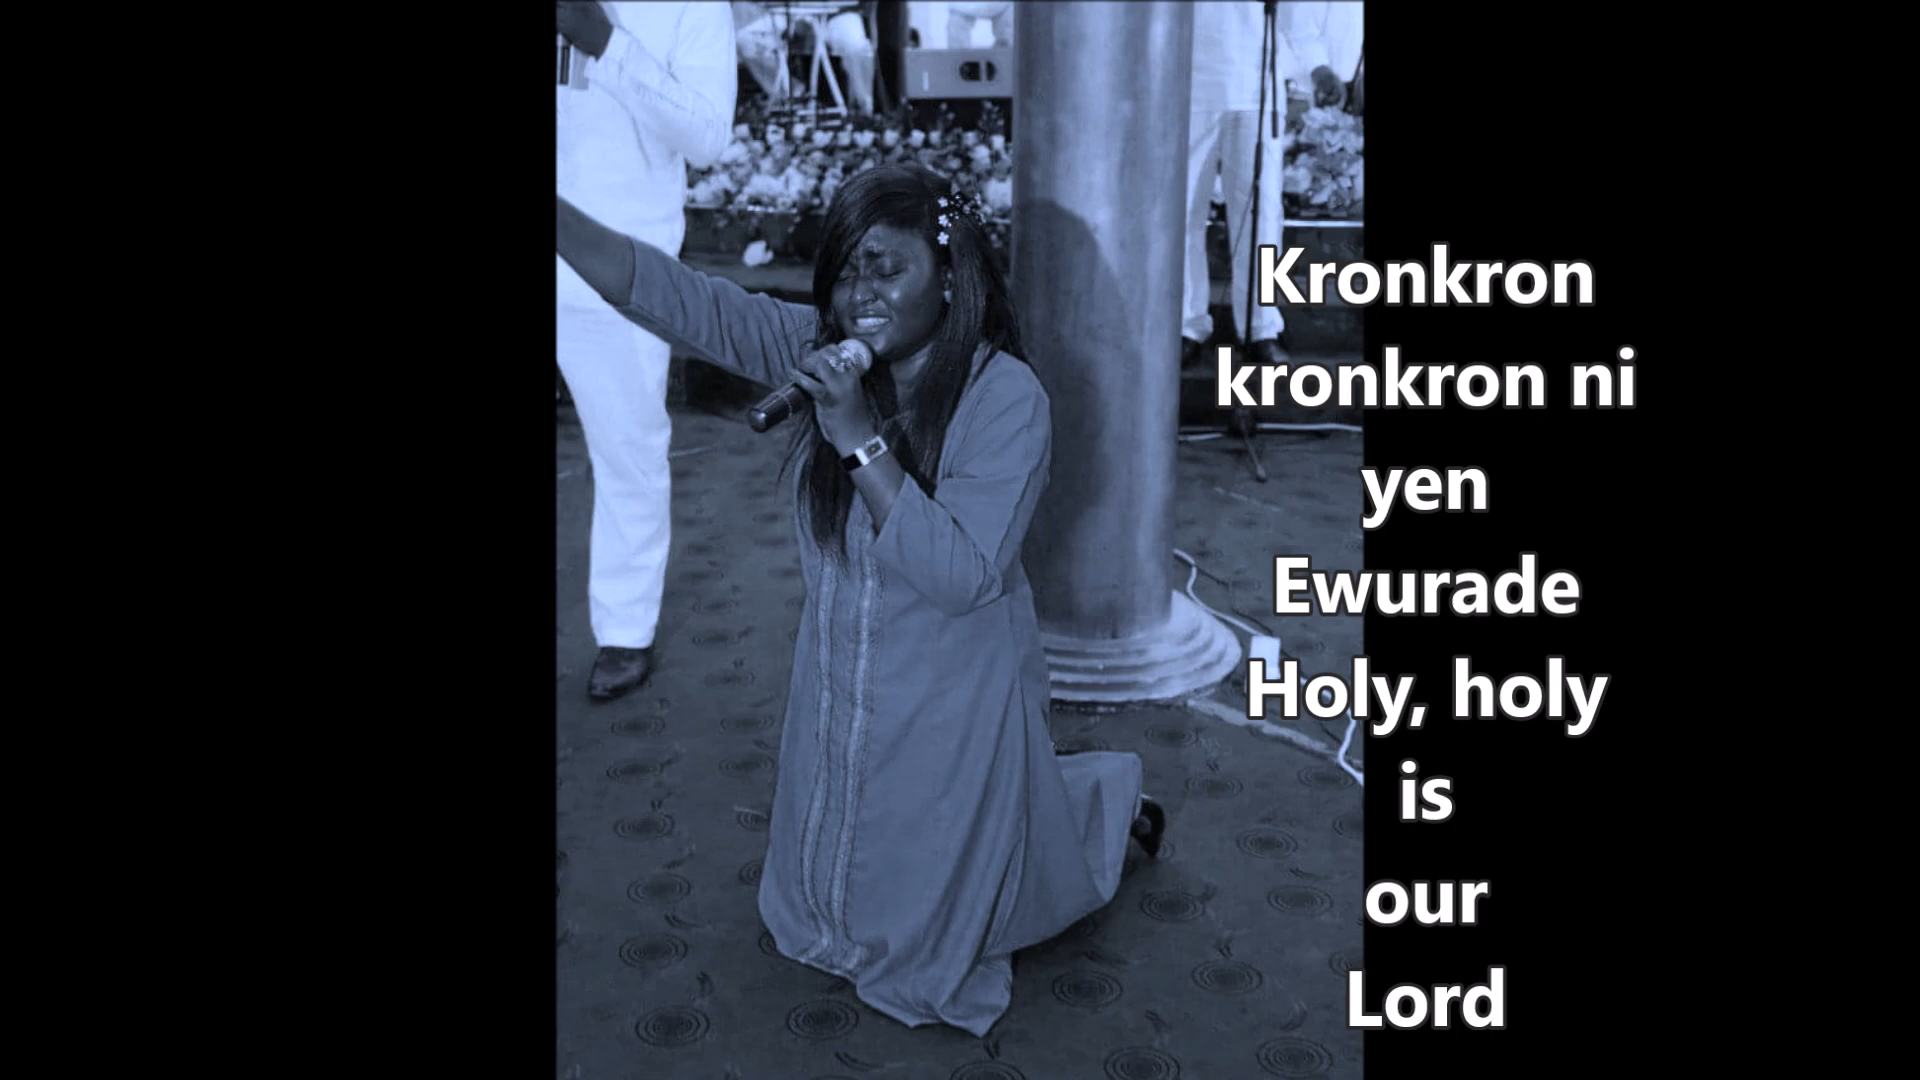 Kronkron
kronkron ni
yen
Ewurade
Holy, holy
is
our
Lord